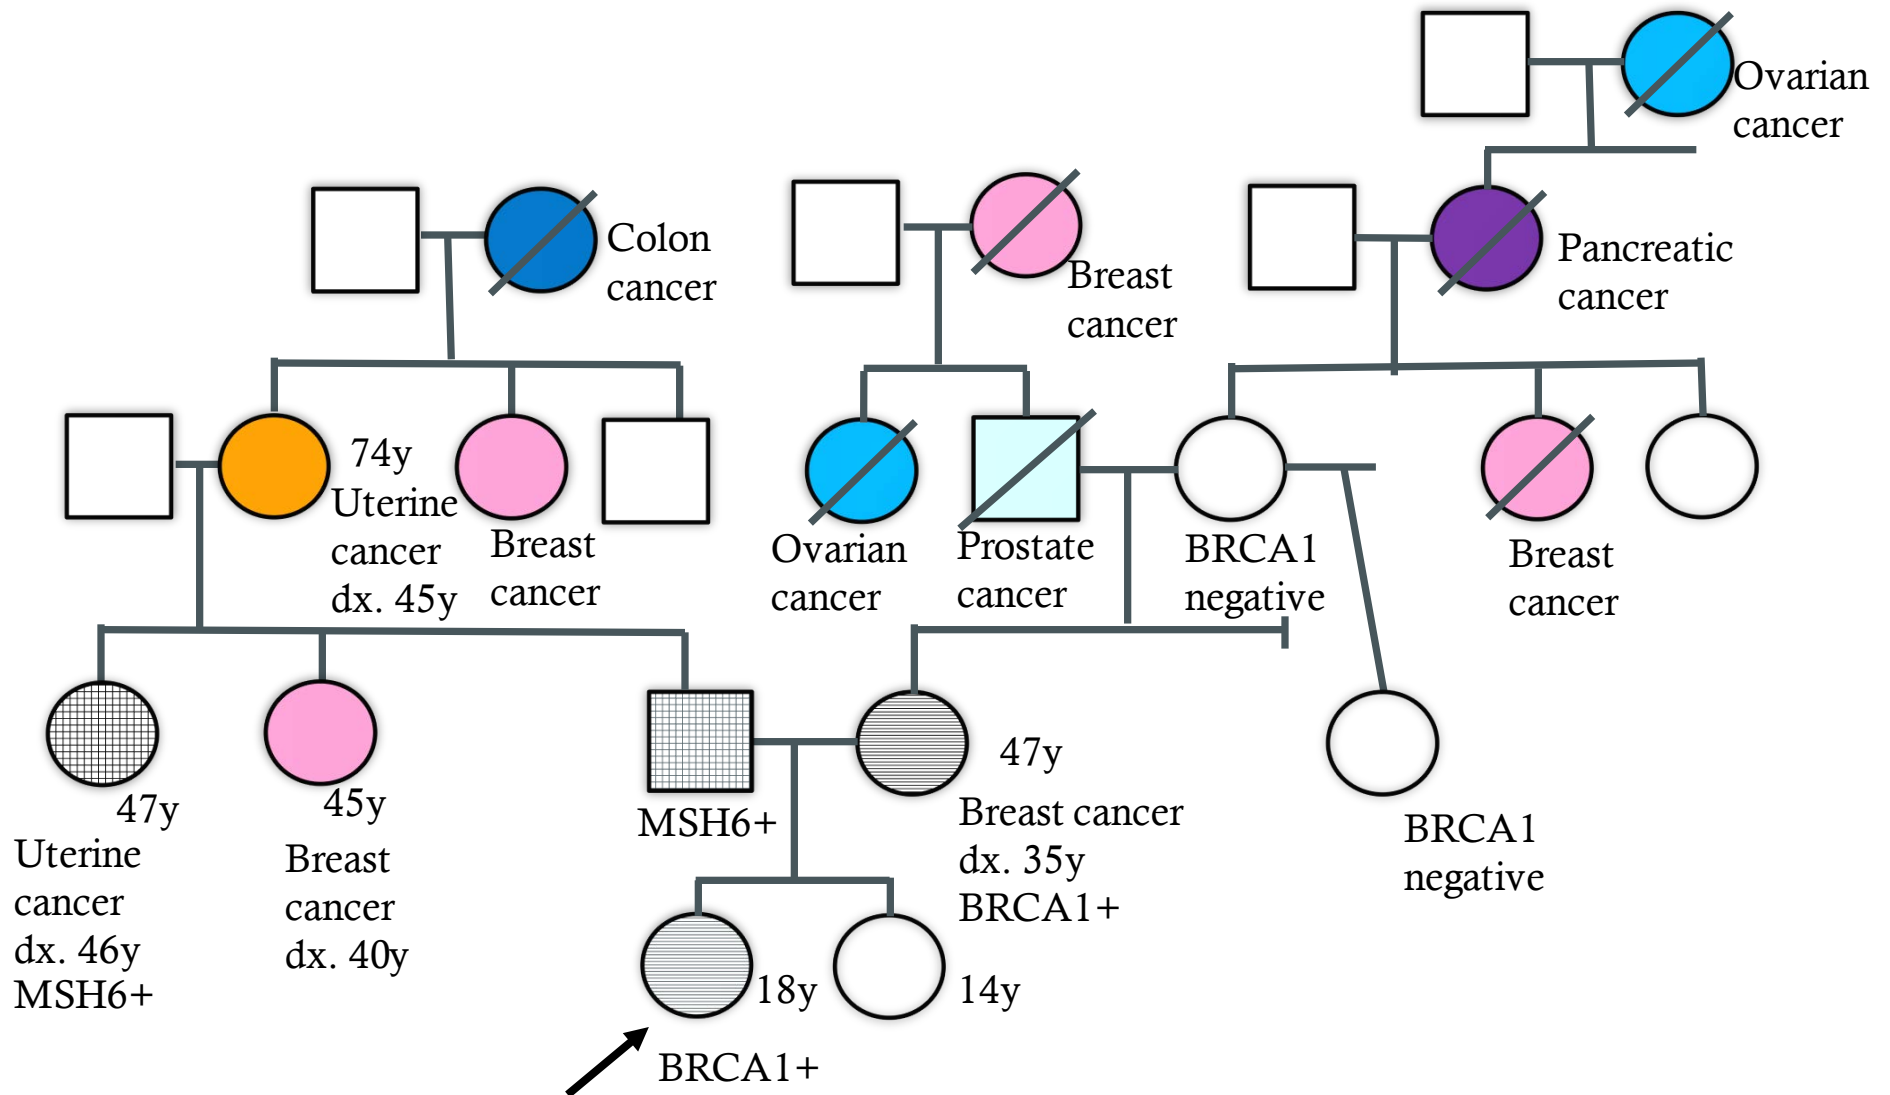 Ovarian
cancer
Colon
cancer
Breast
cancer
Pancreatic
cancer
74y
Uterine
cancer
dx. 45y
Breast
cancer
Ovarian
cancer
Prostate
cancer
BRCA1
negative
Breast
cancer
47y
Uterine
cancer
dx. 46y
MSH6+
45y
Breast
cancer
dx. 40y
MSH6+
47y
Breast cancer
dx. 35y
BRCA1+
BRCA1
negative
18y
BRCA1+
14y